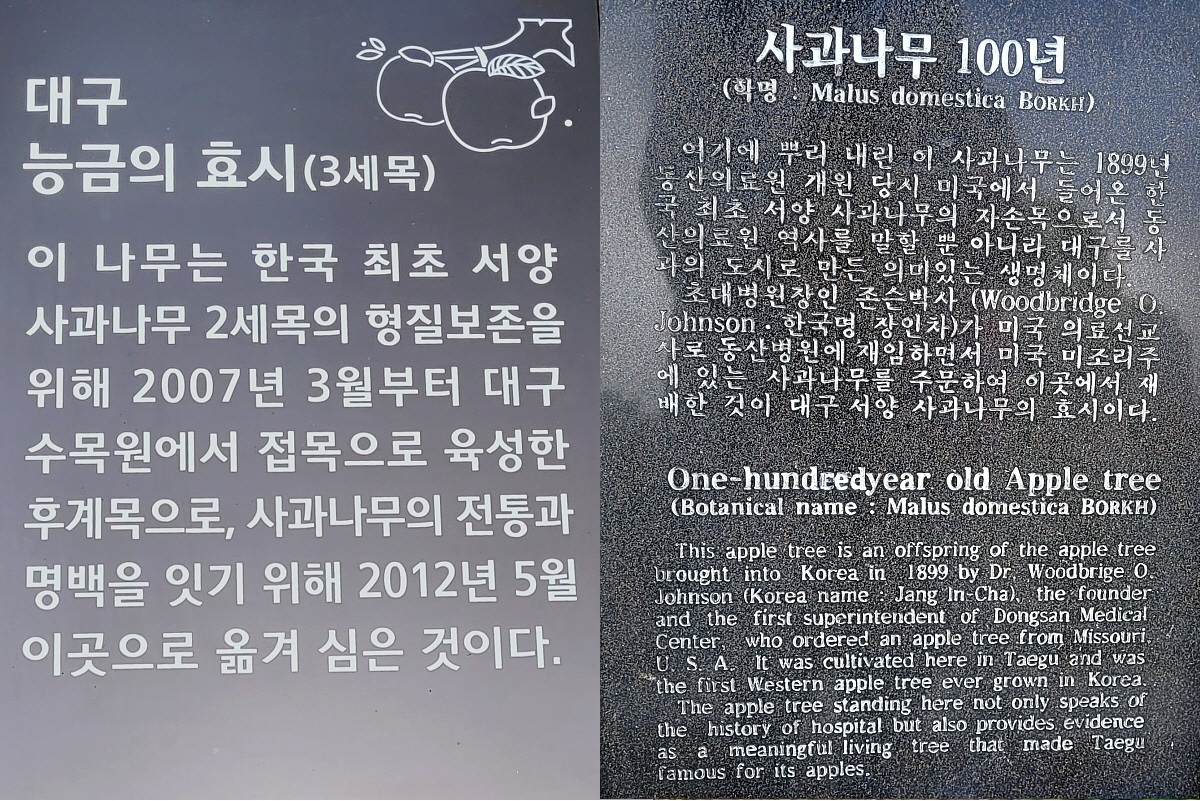 대구
능금의 효시(3세목)
이 나무는 한국 최초 서양
사과나무 2세목의 형질보존을
위해 2007년 3월부터 대구
수목원에서 접목으로 육성한
후계목으로, 사과나무의 전통과
명백을 잇기 위해 2012년 5월
이곳으로 옮겨 심은 것이다.
사과나무 100년
(학명 : Malus domestica BORKH)
여기에 뿌리 내린 이 사과나무는 1899년
동산의료원 개원 당시 미국에서 들어온 한
국 최초 서양 사과나무의 자손목으로서 동
산의료원 역사를 말할 뿐 아니라 대구를 사
과의 도시로 만든 의미있는 생명체이다.
초대병원장인 존슨박사 (Woodbridge O.
Johnson · 한국명 장인차)가 미국 의료선교
사로 동산병원에 재임하면서 미국 미조리주
에 있는 사과나무를 주문하여 이곳에서 재
배한 것이 대구 서양 사과나무의 효시이다.
One-hundredyear old Apple tree
(Botanical name : Malus domestica BORKH)
This apple tree is an offspring of the apple tree
brought into Korea in 1899 by Dr Woodbrige O.
Johnson (Korea name : Jang In-Cha), the founder
and the first superintendent of Dongsan Medical
Center, who ordered an apple tree from Missouri,
U. S. A. It was cultivated here in Taegu and was
the first Western apple tree ever grown in Korea.
The apple tree standing here not only speaks of
the history of hospital but also provides evidence
as a meaningful living tree that made Taegu
famous for its apples.